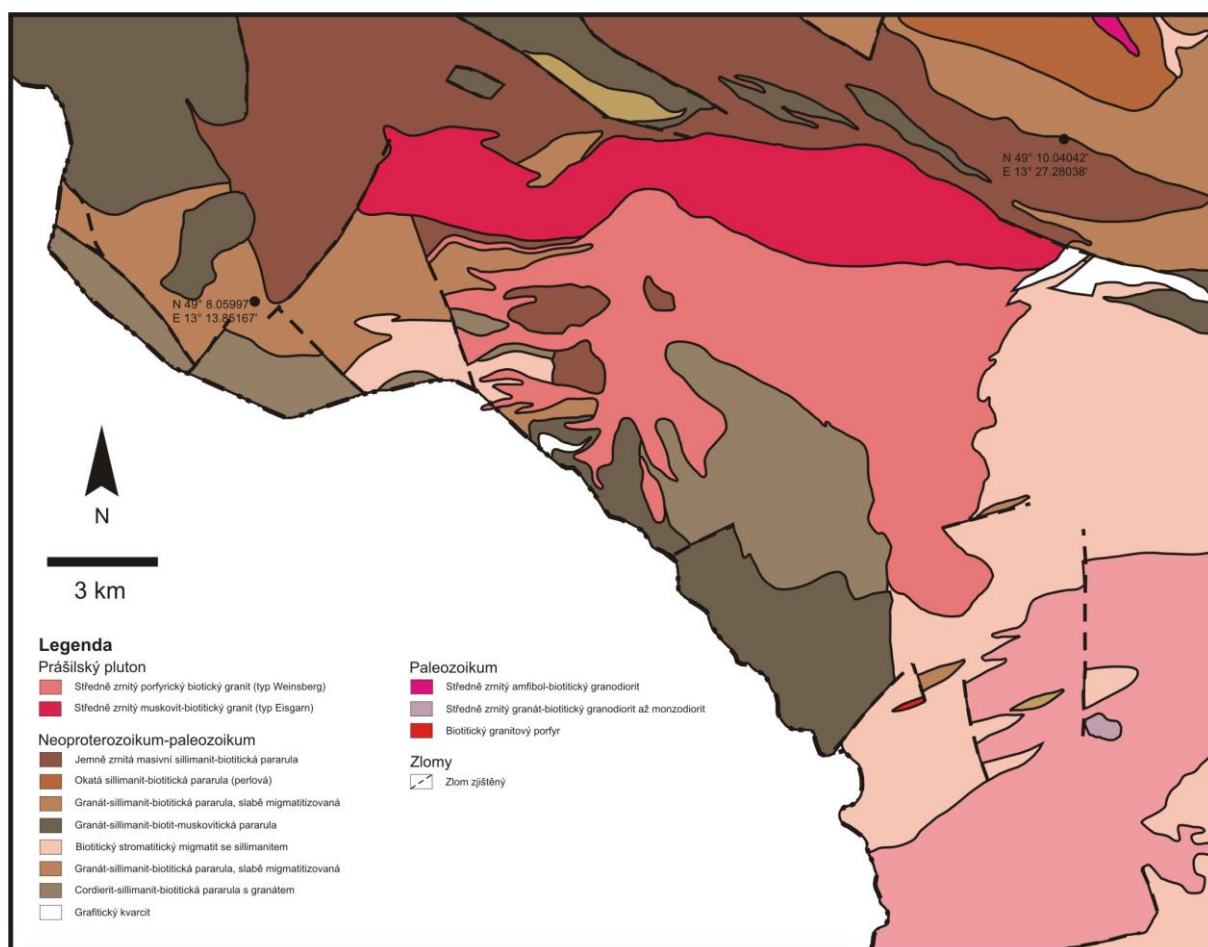 N 49° 10.04042'
E 13° 27.28038'
N 49° 8.05997'
E 13° 13.85167'
N
3 km
Legenda
Prášilský pluton
Středně zrnitý porfyrický biotický granit (typ Weinsberg)
Středně zrnitý muskovit-biotitický granit (typ Eisgarn)
Neoproterozoikum-paleozoikum
Jemně zrnitá masivní sillimanit-biotitická pararula
Okatá sillimanit-biotitická pararula (perlová)
Granát-sillimanit-biotitická pararula, slabě migmatitizovaná
Granát-sillimanit-biotit-muskovitická pararula
Biotitický stromatitický migmatit se sillimanitem
Granát-sillimanit-biotitická pararula, slabě migmatitizovaná
Cordierit-sillimanit-biotitická pararula s granátem
Grafitický kvarcit
Paleozoikum
Středně zrnitý amfibol-biotitický granodiorit
Středně zrnitý granát-biotitický granodiorit až monzodiorit
Biotitický granitový porfyr
Zlomy
Zlom zjištěný